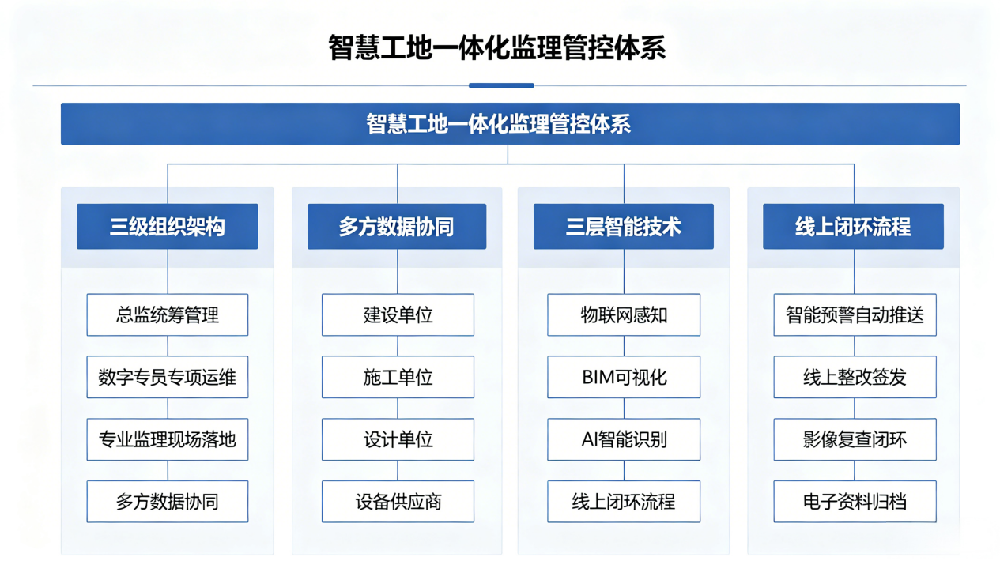 智慧工地一体化监理管控体系
智慧工地一体化监理管控体系
三级组织架构
总监统筹管理
数字专员专项运维
专业监理现场落地
多方数据协同
多方数据协同
建设单位
施工单位
设计单位
设备供应商
三层智能技术
物联网感知
BIM可视化
AI智能识别
线上闭环流程
线上闭环流程
智能预警自动推送
线上整改签发
影像复查闭环
电子资料归档